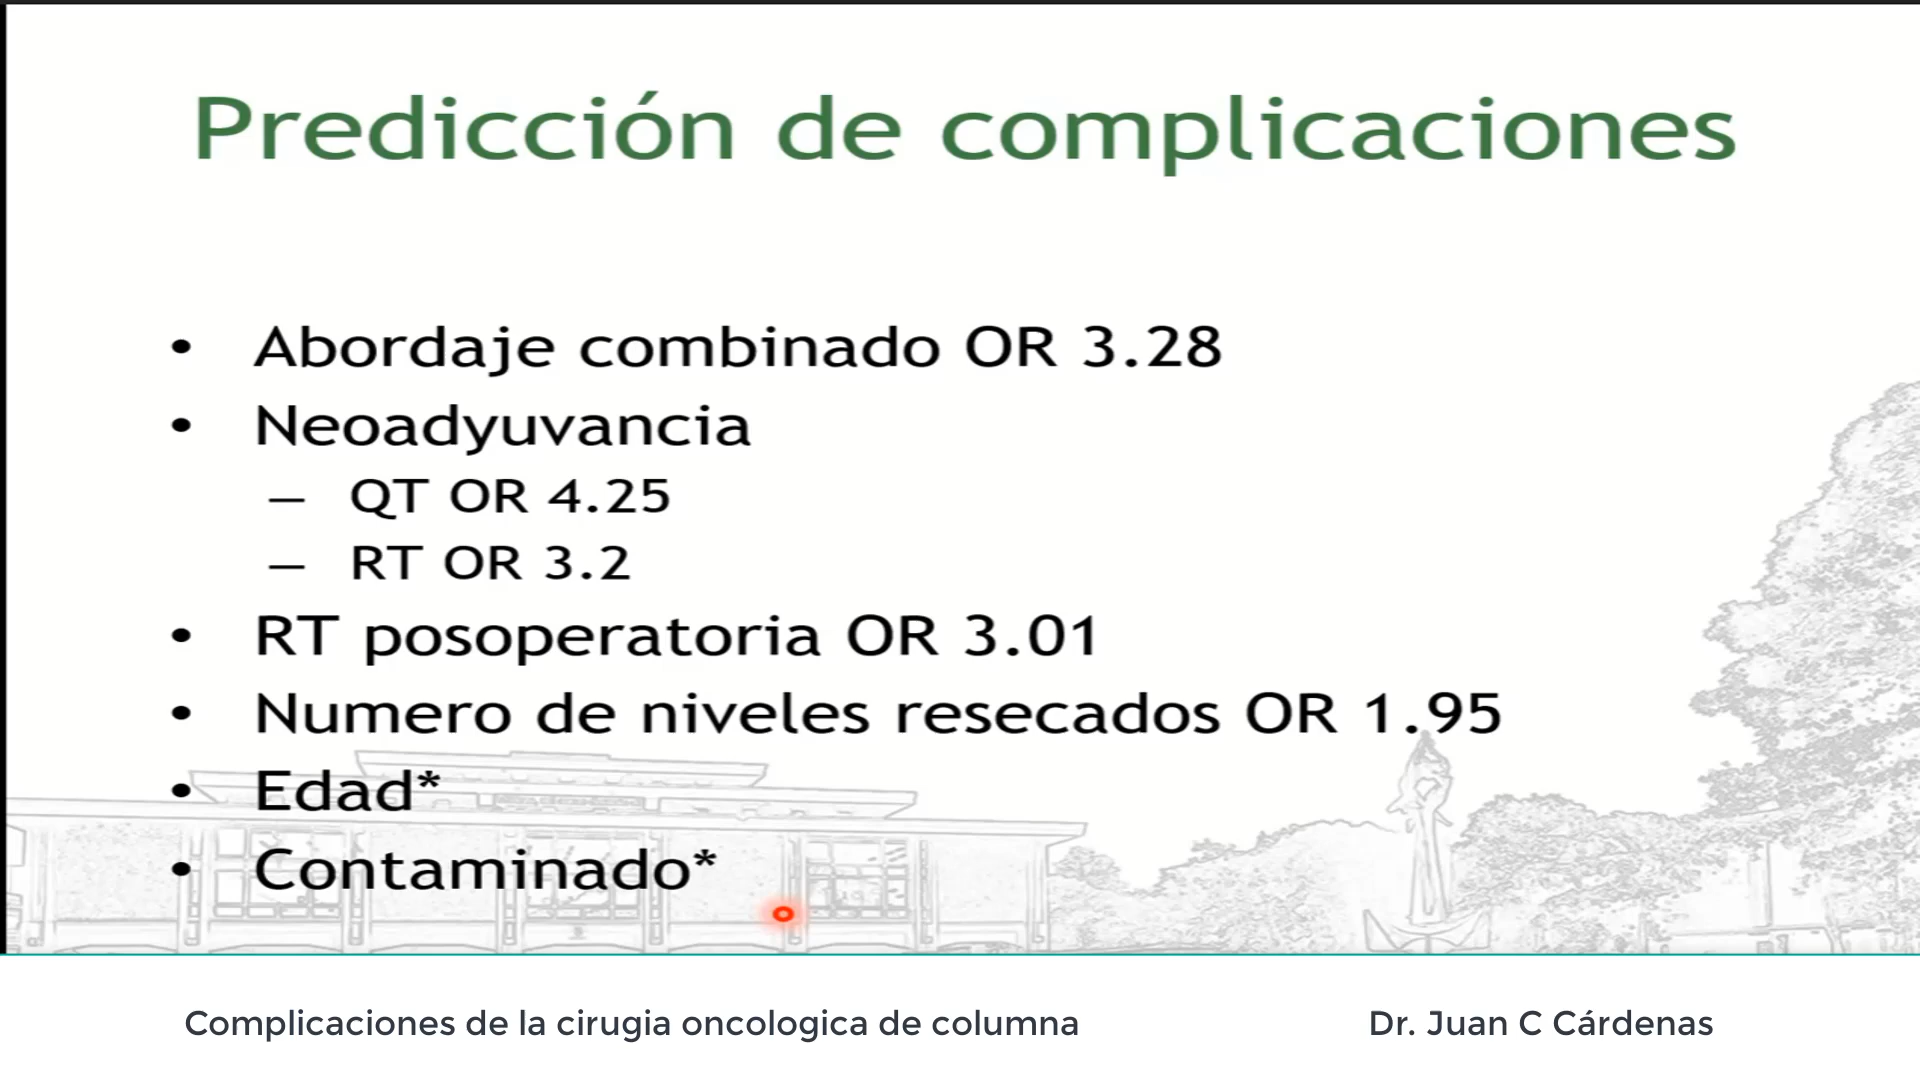 Predicción de complicaciones
• Abordaje combinado OR 3.28
• Neoadyuvancia
– QT OR 4.25
– RT OR 3.2
• RT posoperatoria OR 3.01
• Numero de niveles resecados OR 1.95
• Edad*
• Contaminado*
Complicaciones de la cirugia oncologica de columna
Dr. Juan C Cárdenas